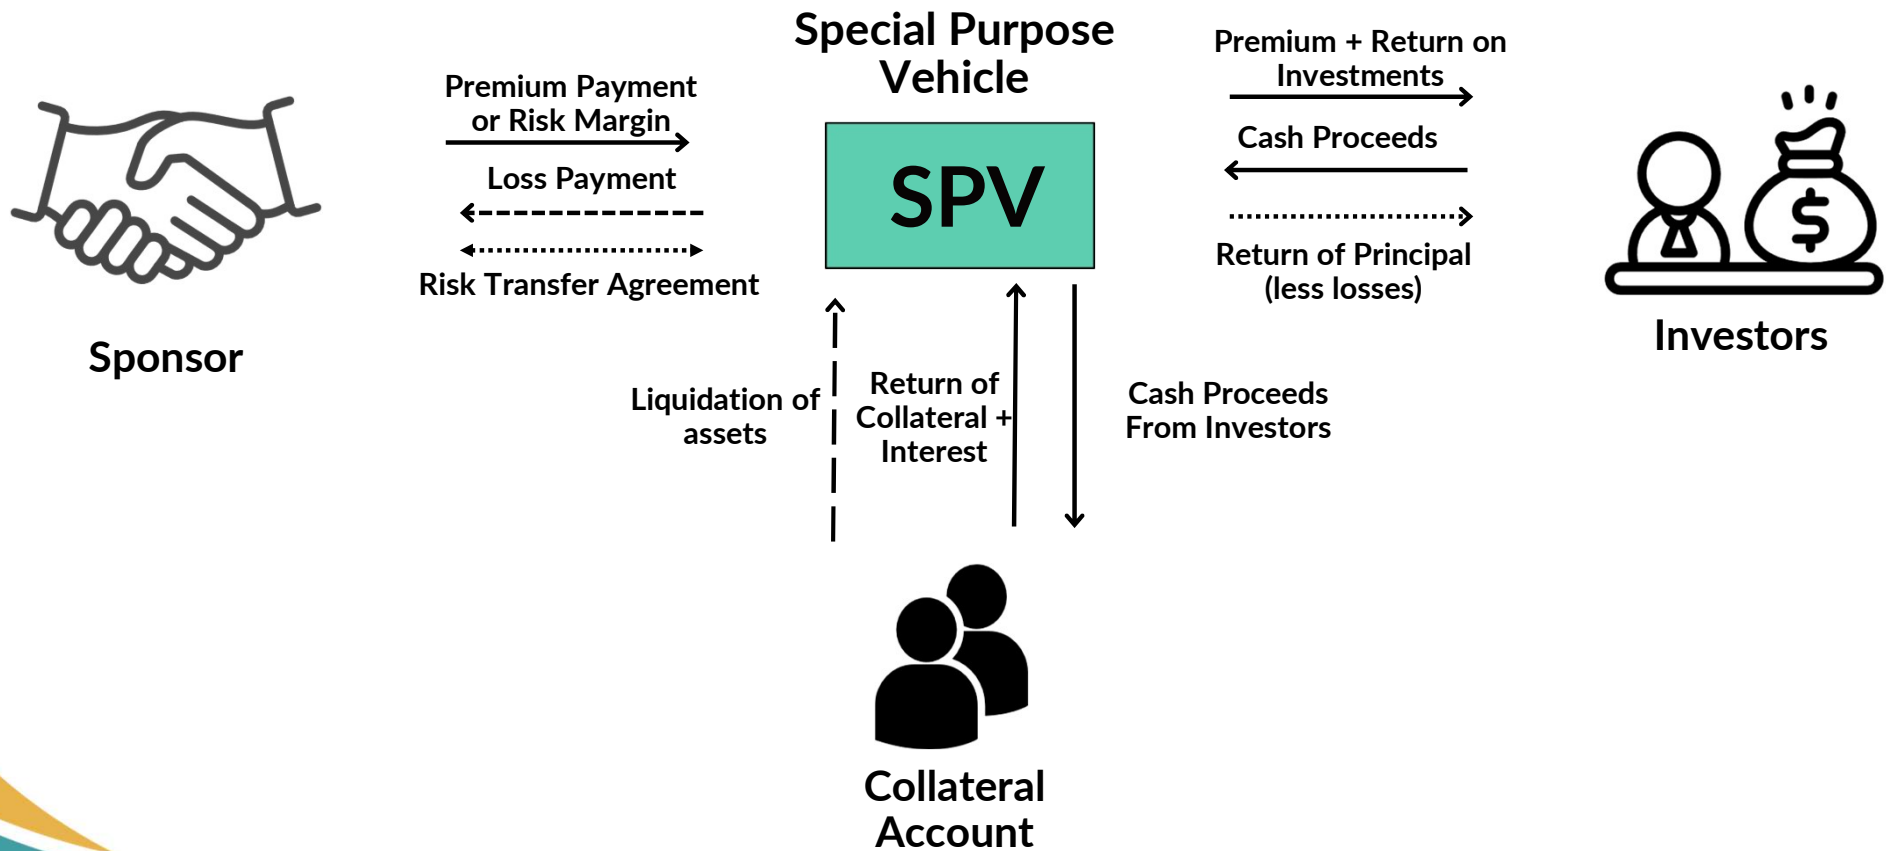 Special Purpose
Vehicle
Premium Payment
or Risk Margin
Loss Payment
Risk Transfer Agreement
Sponsor
SPV
Premium + Return on
Investments
Cash Proceeds
Return of Principal
(less losses)
$
Investors
Liquidation of
assets
Return of
Collateral +
Interest
Cash Proceeds
From Investors
Collateral
Account